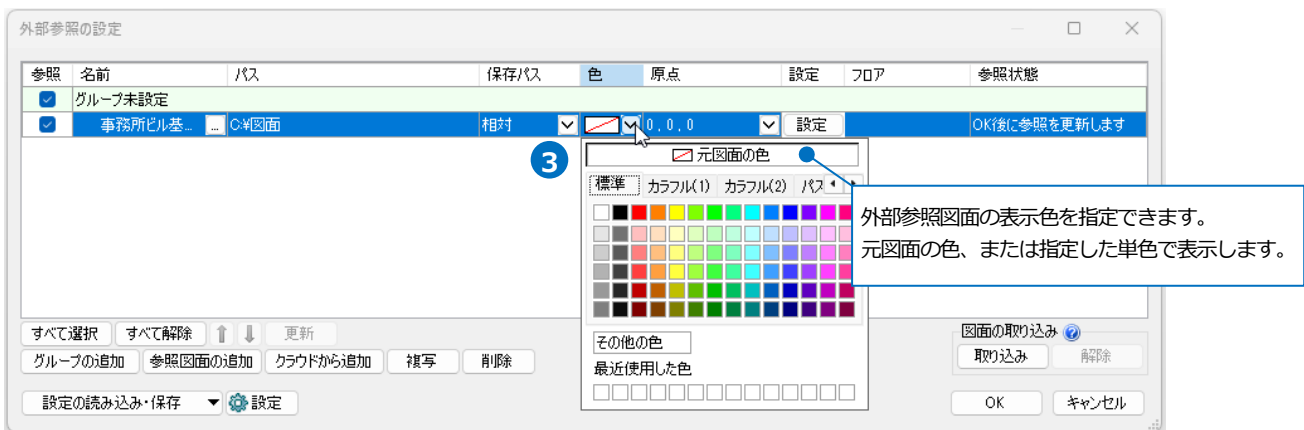 外部参照の設定
参照 名前 パス 保存パス 色 原点 設定 フロア 参照状態
グループ未設定
事務所ビル基... ... C:¥図面 相対 0, 0, 0 設定 OK後に参照を更新します
3
元図面の色
標準 カラフル(1) カラフル(2) パス
外部参照図面の表示色を指定できます。
元図面の色、または指定した単色で表示します。
すべて選択 すべて解除 更新
グループの追加 参照図面の追加 クラウドから追加 複写 削除
設定の読み込み・保存 設定
その他の色
最近使用した色
図面の取り込み ?
取り込み 解除
OK キャンセル